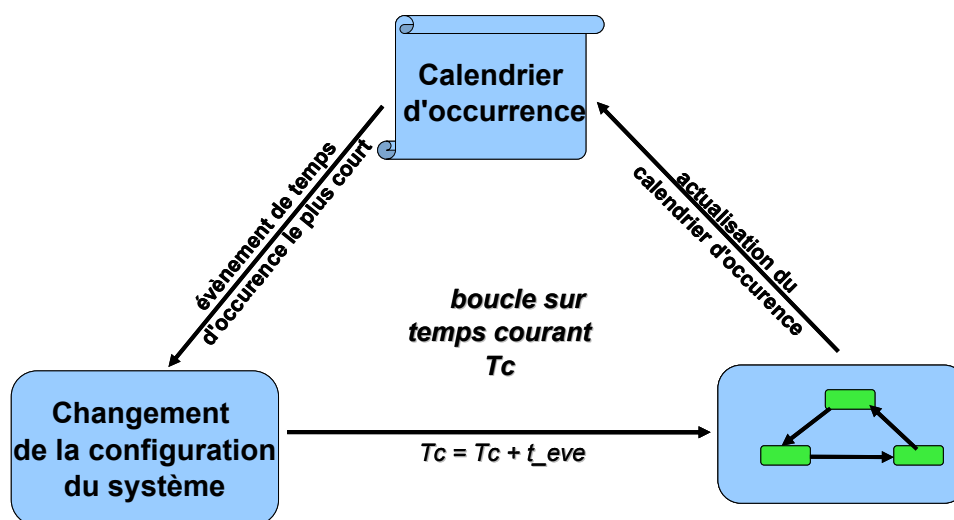 Calendrier
d'occurrence
évènement de temps
d'occurence le plus court
actualisation du
calendrier d'occurence
boucle sur
temps courant
Tc
Changement
de la configuration
du système
Tc = Tc + t_eve